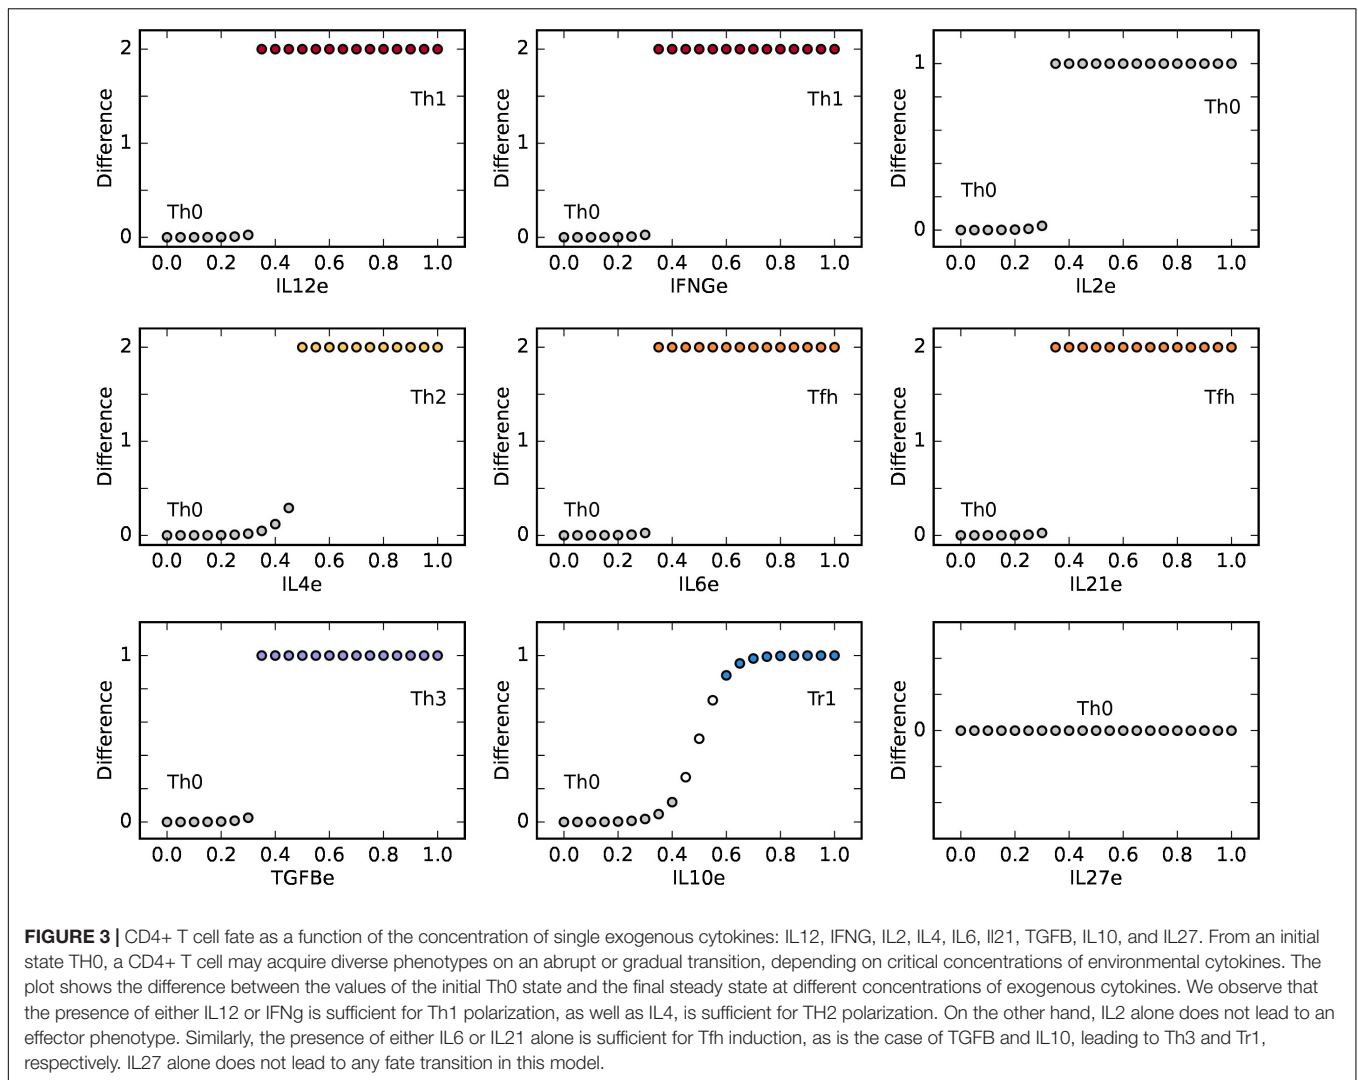 2
1
0
Difference
Th1
Th0
0.0 0.2 0.4 0.6 0.8 1.0
IL12e
2
1
0
Difference
Th1
Th0
0.0 0.2 0.4 0.6 0.8 1.0
IFNGe
1
0
Difference
Th0
Th0
0.0 0.2 0.4 0.6 0.8 1.0
IL2e
2
1
0
Difference
Th2
Th0
0.0 0.2 0.4 0.6 0.8 1.0
IL4e
2
1
0
Difference
Tfh
Th0
0.0 0.2 0.4 0.6 0.8 1.0
IL6e
2
1
0
Difference
Tfh
Th0
0.0 0.2 0.4 0.6 0.8 1.0
IL21e
1
0
Difference
Th3
Th0
0.0 0.2 0.4 0.6 0.8 1.0
TGFBe
1
0
Difference
Tr1
Th0
0.0 0.2 0.4 0.6 0.8 1.0
IL10e
0
Difference
Th0
0.0 0.2 0.4 0.6 0.8 1.0
IL27e
FIGURE 3 | CD4+ T cell fate as a function of the concentration of single exogenous cytokines: IL12, IFNG, IL2, IL4, IL6, Il21, TGFB, IL10, and IL27. From an initial
state TH0, a CD4+ T cell may acquire diverse phenotypes on an abrupt or gradual transition, depending on critical concentrations of environmental cytokines. The
plot shows the difference between the values of the initial Th0 state and the final steady state at different concentrations of exogenous cytokines. We observe that
the presence of either IL12 or IFNg is sufficient for Th1 polarization, as well as IL4, is sufficient for TH2 polarization. On the other hand, IL2 alone does not lead to an
effector phenotype. Similarly, the presence of either IL6 or IL21 alone is sufficient for Tfh induction, as is the case of TGFB and IL10, leading to Th3 and Tr1,
respectively. IL27 alone does not lead to any fate transition in this model.